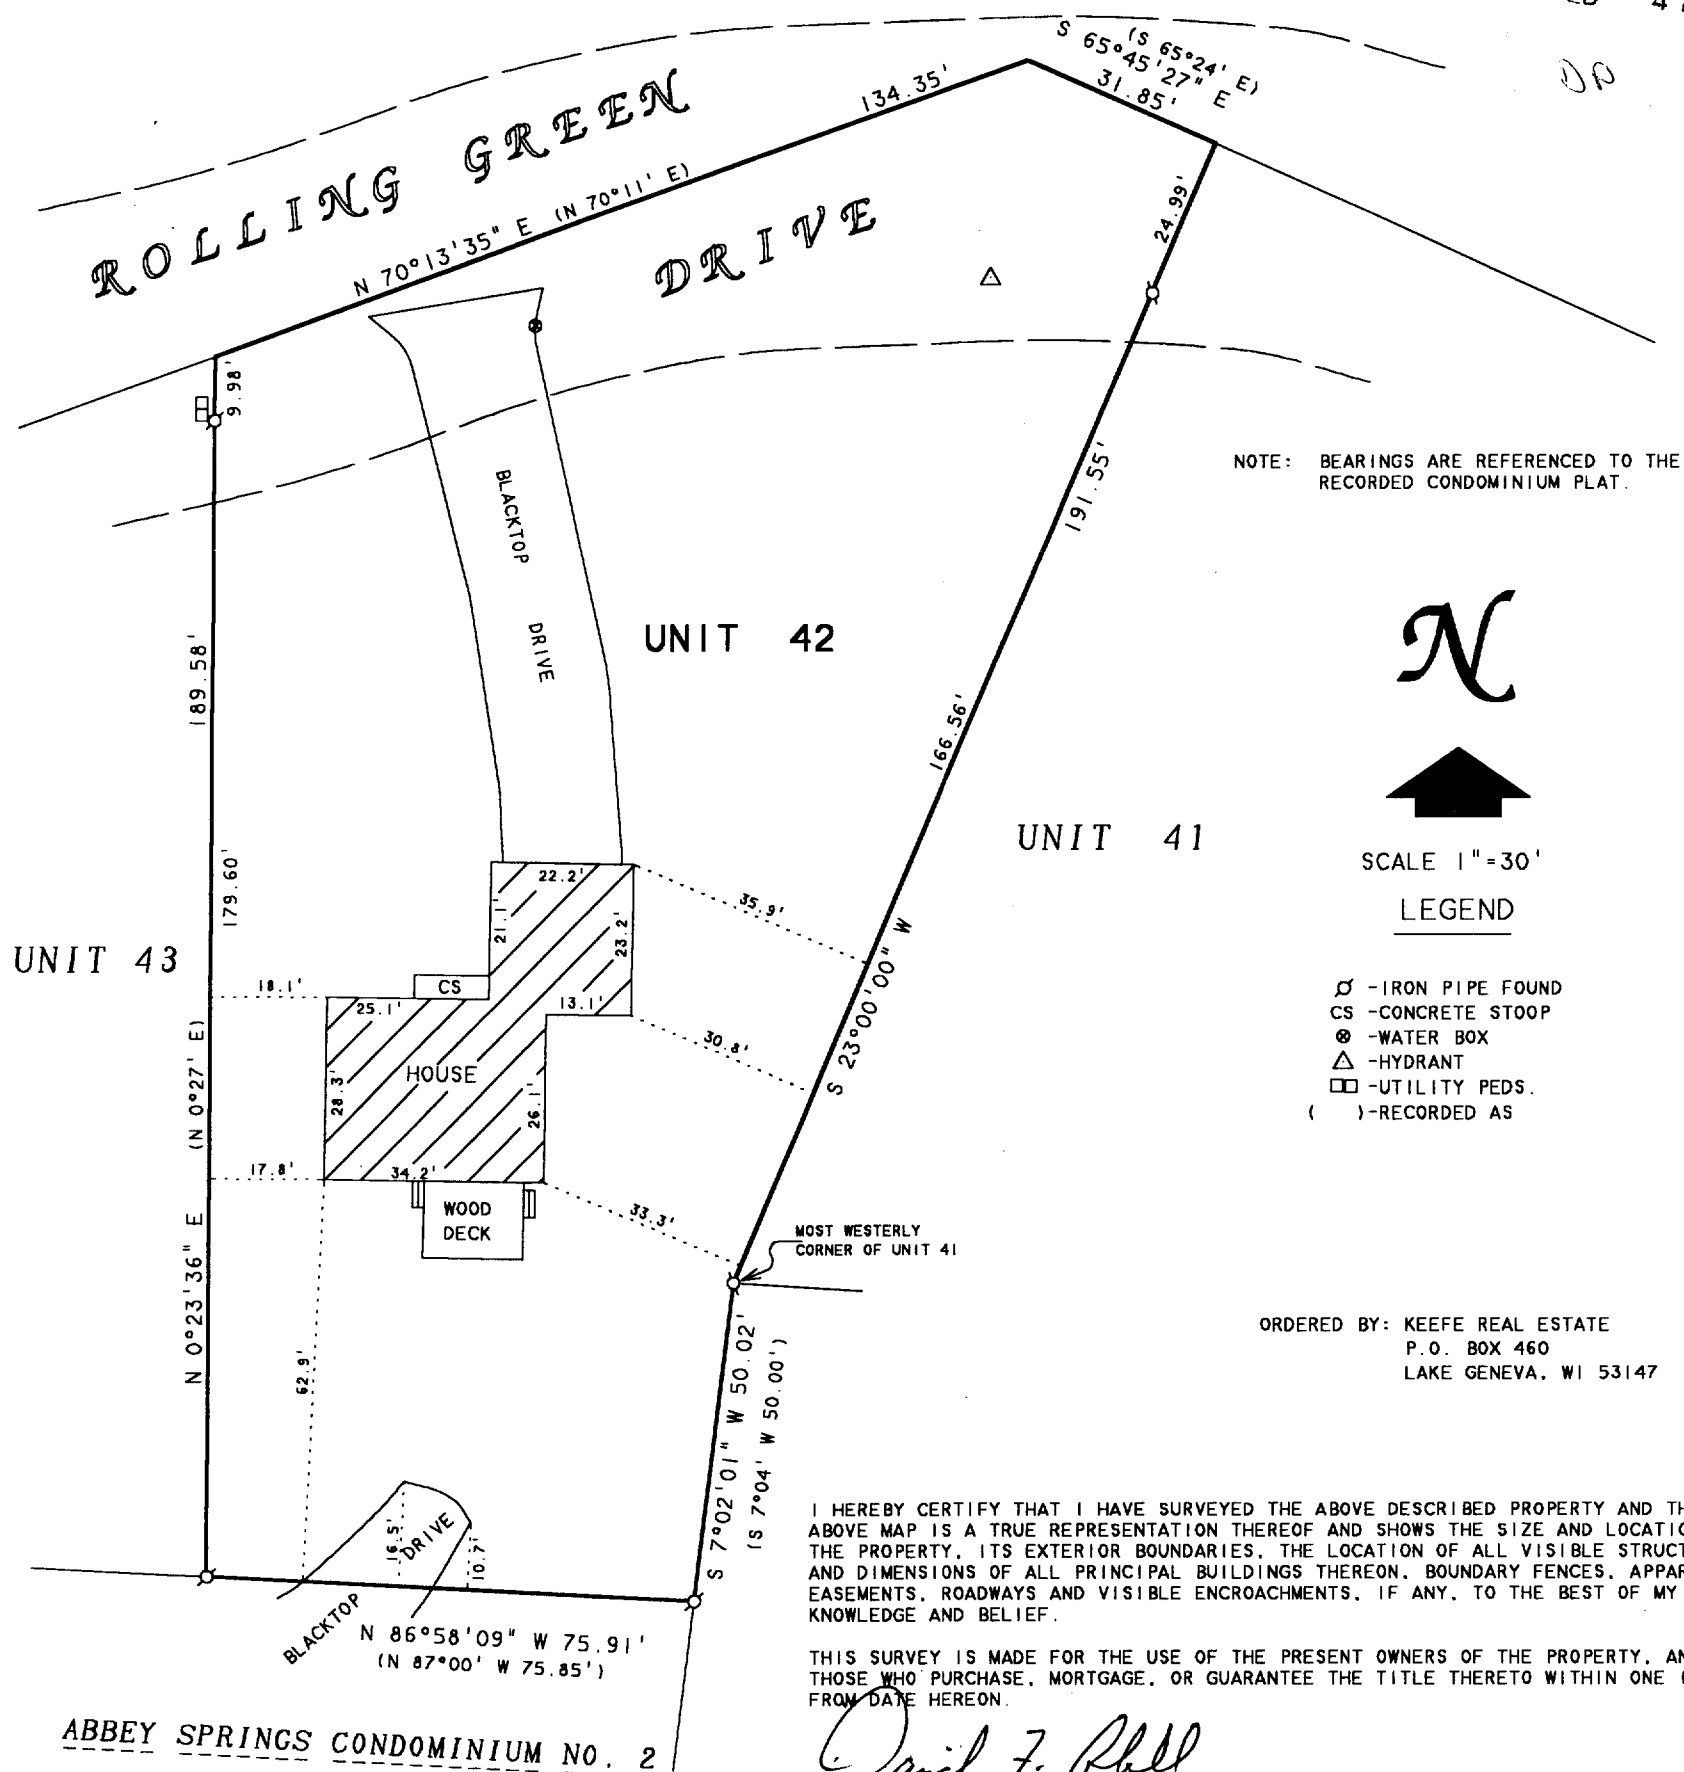 4
DP
(S 65°24' E)
S 65°45'27" E
31.85'
134.35'
ROLLING GREEN
DRIVE
N 70°13'35" E (N 70°11' E)
24.99'
9.98'
191.55'
NOTE: BEARINGS ARE REFERENCED TO THE
RECORDED CONDOMINIUM PLAT.
BLACKTOP DRIVE
UNIT 42
189.58'
N
166.56'
UNIT 41
SCALE 1"=30'
LEGEND
179.60'
22.2'
35.9'
21.1'
23.2'
UNIT 43
18.1'
CS
25.1'
13.1'
30.8'
S 23°00'00" W
HOUSE
28.3'
26.1'
Ø -IRON PIPE FOUND
CS -CONCRETE STOOP
⊗ -WATER BOX
△ -HYDRANT
□□ -UTILITY PEDS.
( )-RECORDED AS
17.8'
34.2'
33.3'
WOOD
DECK
MOST WESTERLY
CORNER OF UNIT 41
N 0°23'36" E (N 0°27' E)
62.9'
ORDERED BY: KEEFE REAL ESTATE
P.O. BOX 460
LAKE GENEVA, WI 53147
S 7°02'01" W 50.02'
(S 7°04' W 50.00')
16.5'
10.7'
BLACKTOP DRIVE
N 86°58'09" W 75.91'
(N 87°00' W 75.85')
I HEREBY CERTIFY THAT I HAVE SURVEYED THE ABOVE DESCRIBED PROPERTY AND
ABOVE MAP IS A TRUE REPRESENTATION THEREOF AND SHOWS THE SIZE AND
THE PROPERTY, ITS EXTERIOR BOUNDARIES, THE LOCATION OF ALL VISIBLE
AND DIMENSIONS OF ALL PRINCIPAL BUILDINGS THEREON, BOUNDARY FENCES,
EASEMENTS, ROADWAYS AND VISIBLE ENCROACHMENTS, IF ANY, TO THE BEST OF MY
KNOWLEDGE AND BELIEF.
THIS SURVEY IS MADE FOR THE USE OF THE PRESENT OWNERS OF THE PROPERTY,
THOSE WHO PURCHASE, MORTGAGE, OR GUARANTEE THE TITLE THERETO WITHIN ONE
FROM DATE HEREON.
ABBEY SPRINGS CONDOMINIUM NO. 2